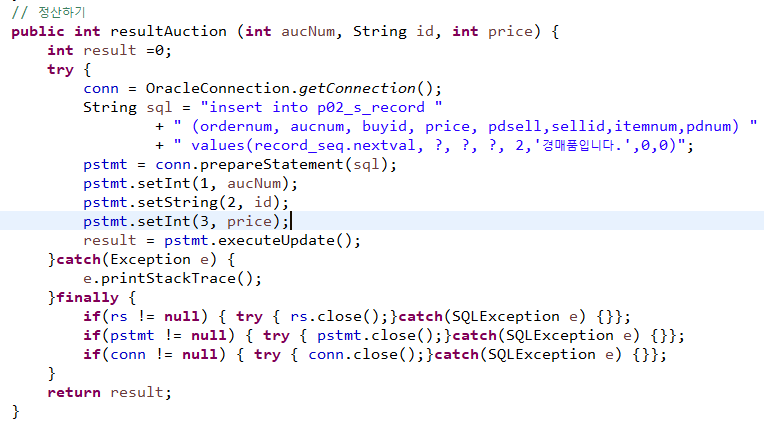 // 정산하기
public int resultAuction (int aucNum, String id, int price) {
    int result =0;
    try {
        conn = OracleConnection.getConnection();
        String sql = "insert into p02_s_record "
                + " (ordernum, aucnum, buyid, price, pdsell,sellid,itemnum,pdnum) "
                + " values(record_seq.nextval, ?, ?, ?, 2,'경매품입니다.',0,0)";
        pstmt = conn.prepareStatement(sql);
        pstmt.setInt(1, aucNum);
        pstmt.setString(2, id);
        pstmt.setInt(3, price);
        result = pstmt.executeUpdate();
    }catch(Exception e) {
        e.printStackTrace();
    }finally {
        if(rs != null) { try { rs.close();}catch(SQLException e) {}};
        if(pstmt != null) { try { pstmt.close();}catch(SQLException e) {}};
        if(conn != null) { try { conn.close();}catch(SQLException e) {}};
    }
    return result;
}